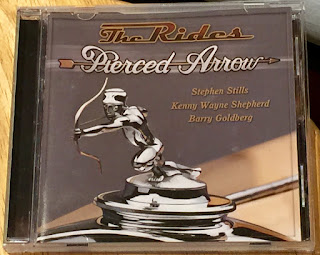 The Rides
Pierced Arrow
Stephen Stills
Kenny Wayne Shepherd
Barry Goldberg